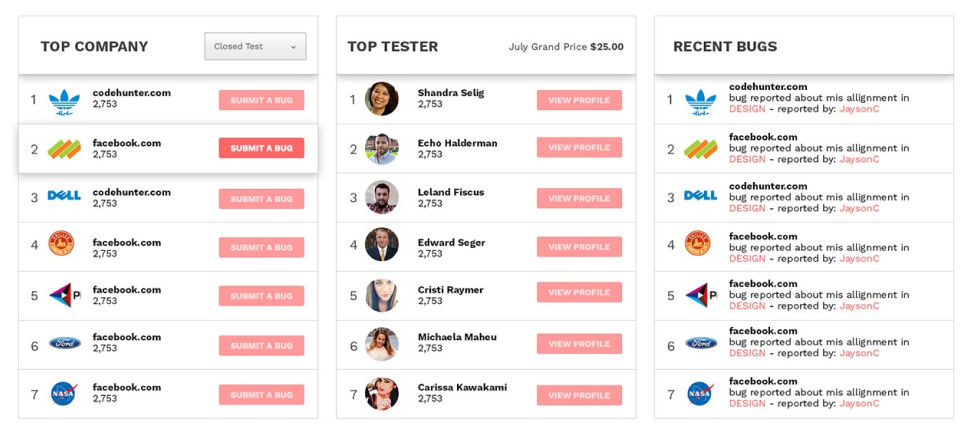 TOP COMPANY
Closed Test
1
codehunter.com
2,753
SUBMIT A BUG
2
facebook.com
2,753
SUBMIT A BUG
3
DELL
codehunter.com
2,753
SUBMIT A BUG
4
facebook.com
2,753
SUBMIT A BUG
5
P
facebook.com
2,753
SUBMIT A BUG
6
Ford
facebook.com
2,753
SUBMIT A BUG
7
NASA
facebook.com
2,753
SUBMIT A BUG
TOP TESTER
July Grand Price $25.00
1
Shandra Selig
2,753
VIEW PROFILE
2
Echo Halderman
2,753
VIEW PROFILE
3
Leland Fiscus
2,753
VIEW PROFILE
4
Edward Seger
2,753
VIEW PROFILE
5
Cristi Raymer
2,753
VIEW PROFILE
6
Michaela Maheu
2,753
VIEW PROFILE
7
Carissa Kawakami
2,753
VIEW PROFILE
RECENT BUGS
1
codehunter.com
bug reported about mis allignment in
DESIGN - reported by: JaysonC
2
facebook.com
bug reported about mis allignment in
DESIGN - reported by: JaysonC
3
DELL
codehunter.com
bug reported about mis allignment in
DESIGN - reported by: JaysonC
4
facebook.com
bug reported about mis allignment in
DESIGN - reported by: JaysonC
5
P
facebook.com
bug reported about mis allignment in
DESIGN - reported by: JaysonC
6
Ford
facebook.com
bug reported about mis allignment in
DESIGN - reported by: JaysonC
7
NASA
facebook.com
bug reported about mis allignment in
DESIGN - reported by: JaysonC